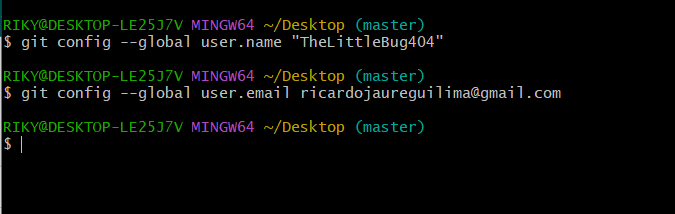 RIKY@DESKTOP-LE25J7V MINGW64 ~/Desktop (master)
$ git config --global user.name "TheLittleBug404"
RIKY@DESKTOP-LE25J7V MINGW64 ~/Desktop (master)
$ git config --global user.email ricardojaureguilima@gmail.com
RIKY@DESKTOP-LE25J7V MINGW64 ~/Desktop (master)
$